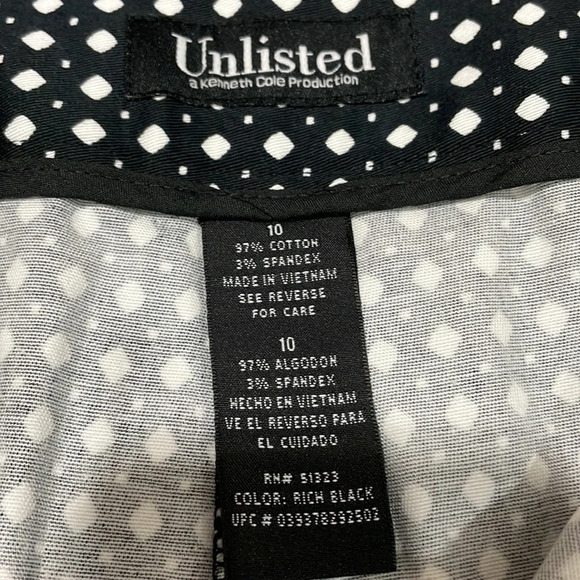 Unlisted
a Kenneth Cole Production
10
97% COTTON
3% SPANDEX
MADE IN VIETNAM
SEE REVERSE
FOR CARE
10
97% ALGODON
3% SPANDEX
HECHO EN VIETNAM
VE EL REVERSO PARA
EL CUIDADO
RN# 51323
COLOR: RICH BLACK
UPC # 039378292502